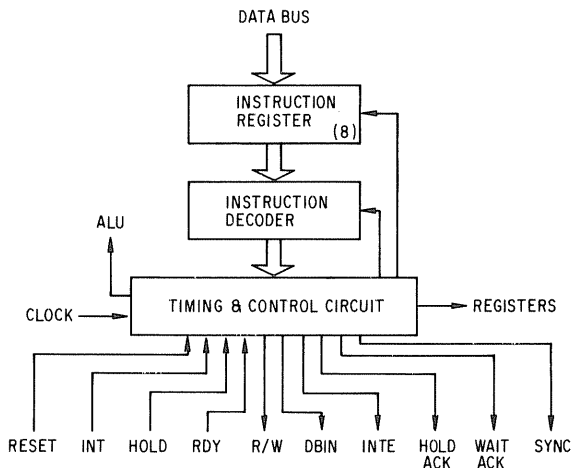 DATA BUS
INSTRUCTION
REGISTER
(8)
INSTRUCTION
DECODER
ALU
TIMING & CONTROL CIRCUIT
CLOCK
REGISTERS
RESET INT HOLD RDY R/W DBIN INTE HOLD ACK WAIT ACK SYNC